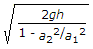 √(2gh / (1 - a₂²/a₁²))